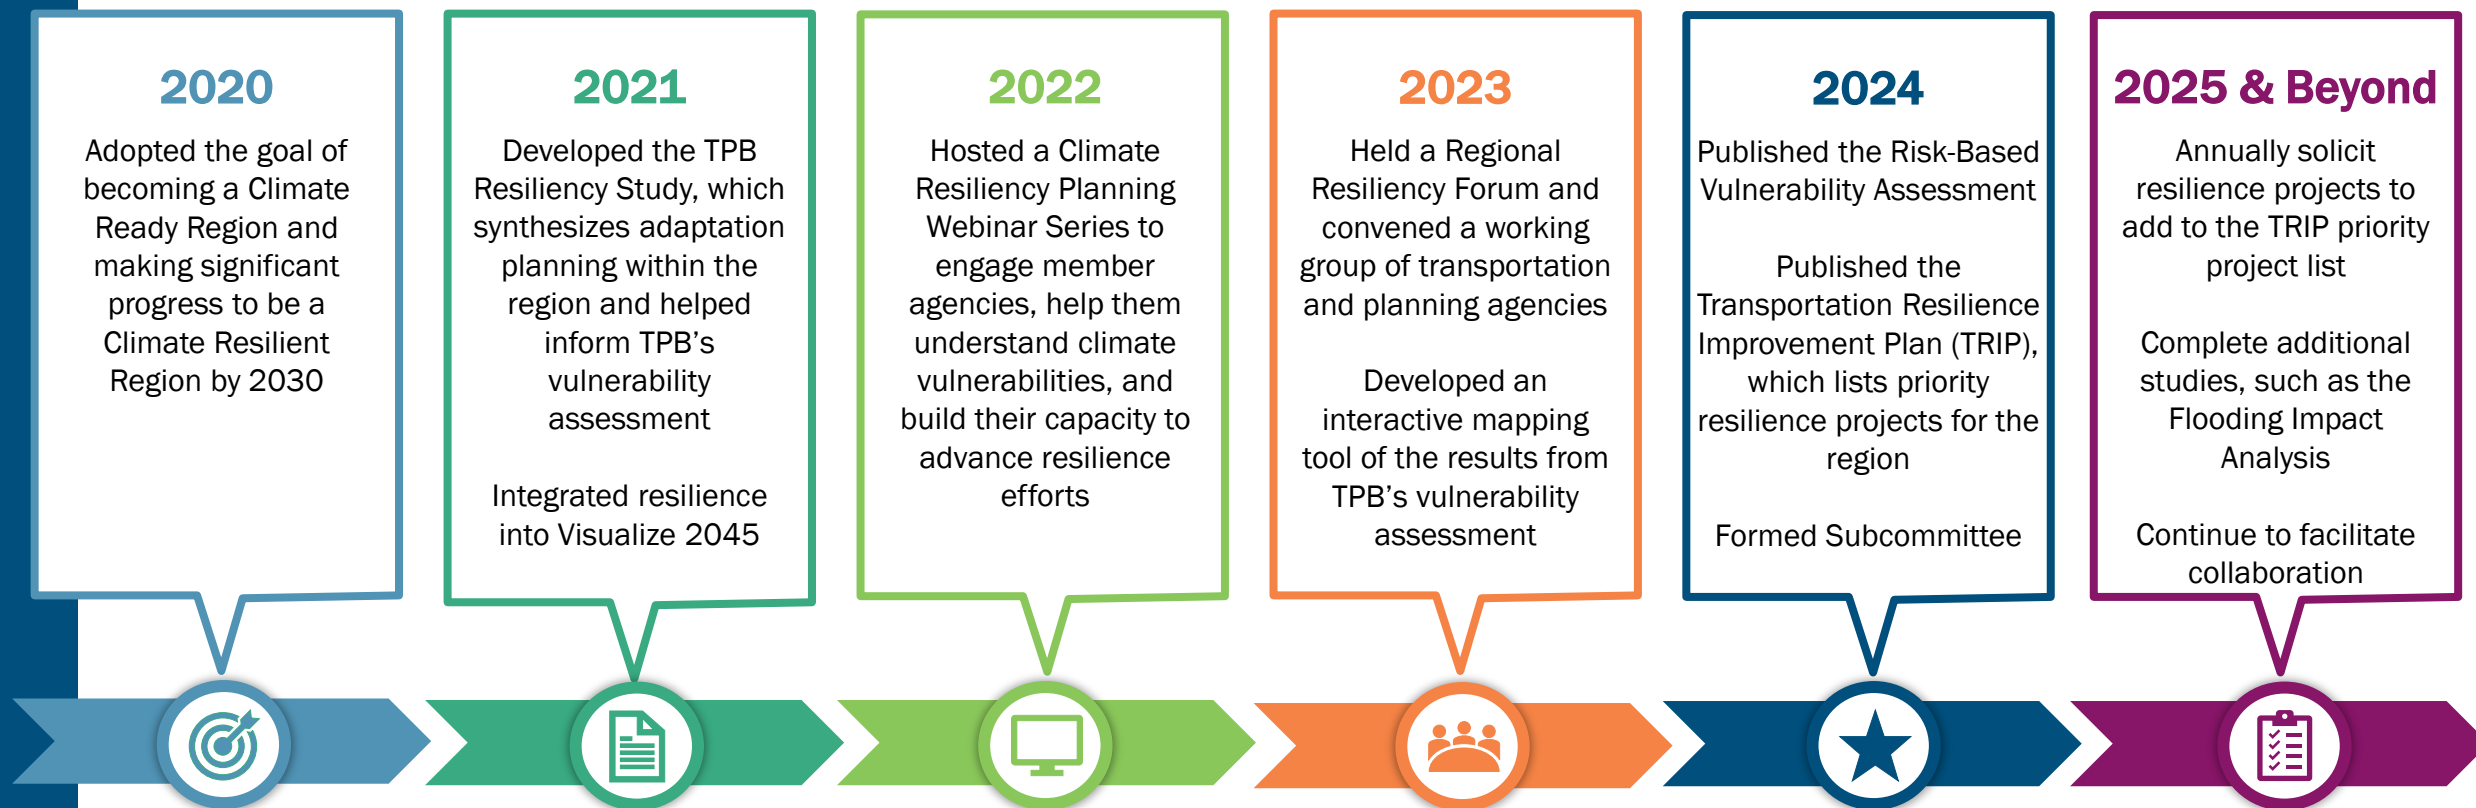 2020
Adopted the goal of
becoming a Climate
Ready Region and
making significant
progress to be a
Climate Resilient
Region by 2030
2021
Developed the TPB
Resiliency Study, which
synthesizes adaptation
planning within the
region and helped
inform TPB’s
vulnerability
assessment
Integrated resilience
into Visualize 2045
2022
Hosted a Climate
Resiliency Planning
Webinar Series to
engage member
agencies, help them
understand climate
vulnerabilities, and
build their capacity to
advance resilience
efforts
2023
Held a Regional
Resiliency Forum and
convened a working
group of transportation
and planning agencies
Developed an
interactive mapping
tool of the results from
TPB’s vulnerability
assessment
2024
Published the Risk-Based
Vulnerability Assessment
Published the
Transportation Resilience
Improvement Plan (TRIP),
which lists priority
resilience projects for the
region
Formed Subcommittee
2025 & Beyond
Annually solicit
resilience projects to
add to the TRIP priority
project list
Complete additional
studies, such as the
Flooding Impact
Analysis
Continue to facilitate
collaboration